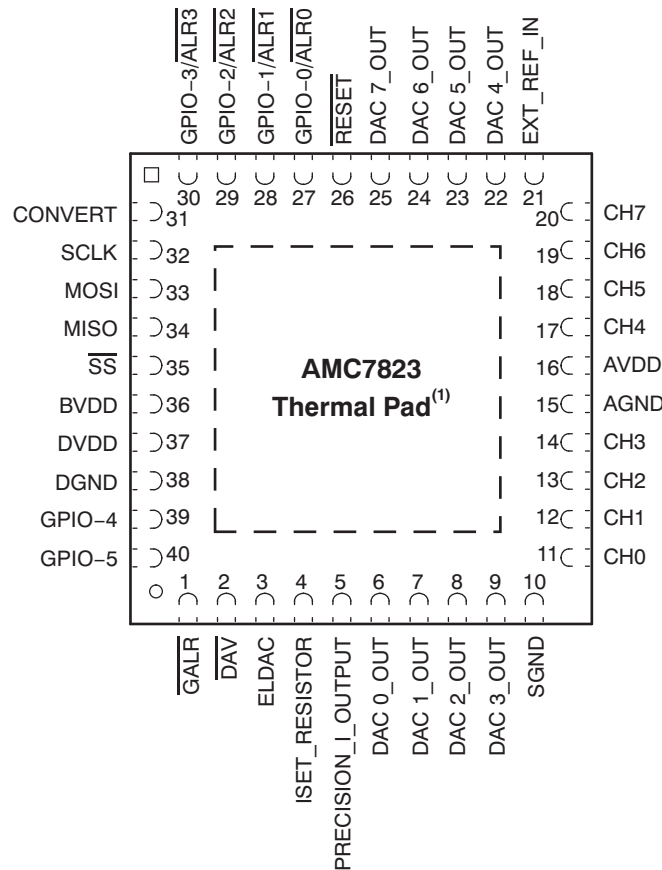 GPIO−3/ALR3
GPIO−2/ALR2
GPIO−1/ALR1
GPIO−0/ALR0
RESET
DAC 7_OUT
DAC 6_OUT
DAC 5_OUT
DAC 4_OUT
EXT_REF_IN
30 29 28 27 26 25 24 23 22 21
CONVERT 31 20 CH7
SCLK 32 19 CH6
MOSI 33 18 CH5
MISO 34 17 CH4
SS 35 16 AVDD
BVDD 36 15 AGND
DVDD 37 14 CH3
DGND 38 13 CH2
GPIO−4 39 12 CH1
GPIO−5 40 11 CH0
AMC7823
Thermal Pad(1)
1 2 3 4 5 6 7 8 9 10
GALR
DAV
ELDAC
ISET_RESISTOR
PRECISION_I_OUTPUT
DAC 0_OUT
DAC 1_OUT
DAC 2_OUT
DAC 3_OUT
SGND